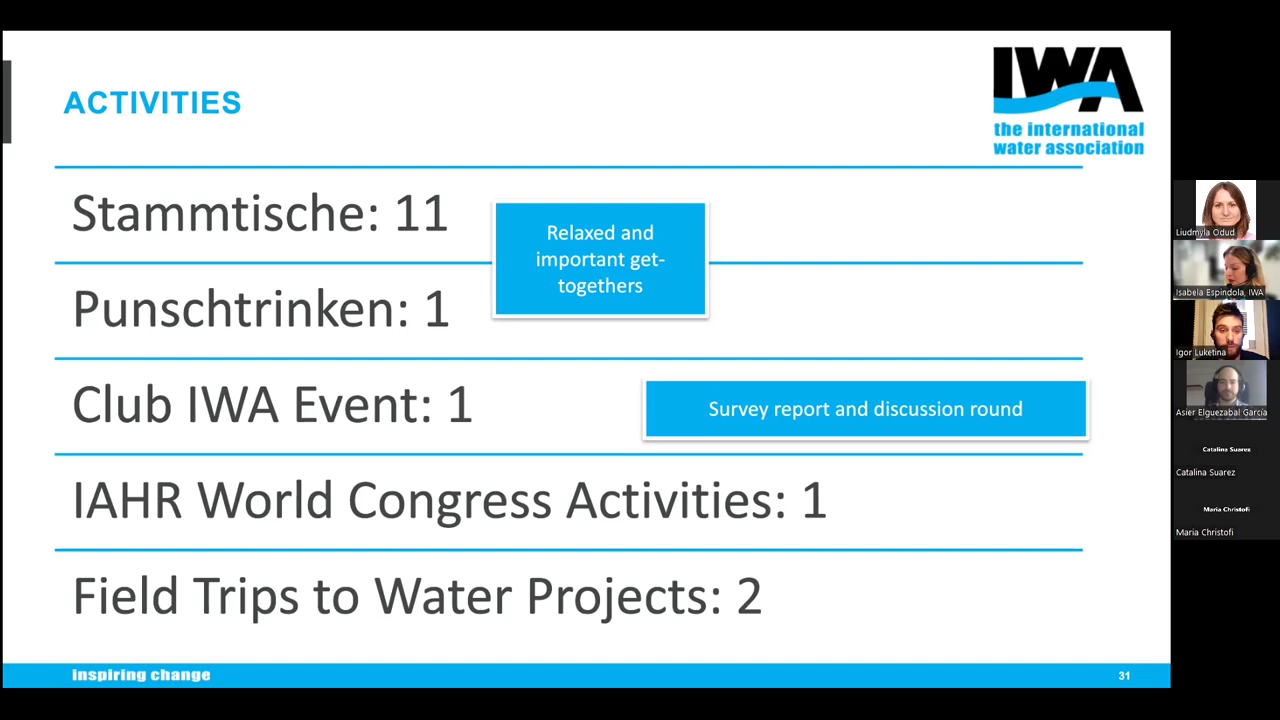 ACTIVITIES
IWA
the international
water association
Stammtische: 11
Relaxed and
important get-
togethers
Punschtrinken: 1
Club IWA Event: 1
Survey report and discussion round
IAHR World Congress Activities: 1
Field Trips to Water Projects: 2
inspiring change
31
Liudmyla Odud
Isabela Espindola, IWA
Igor Luketina
Asier Elguezabal Garcia
Catalina Suarez
Catalina Suarez
Maria Christofi
Maria Christofi